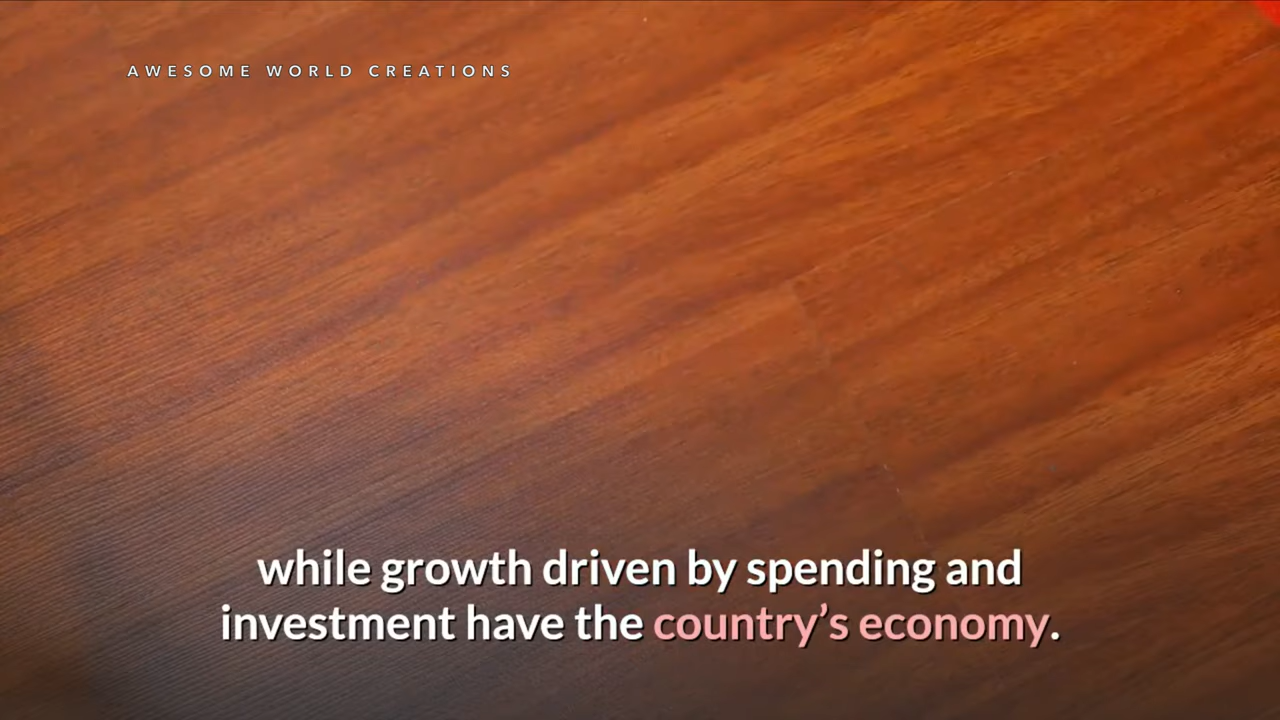 AWESOME WORLD CREATIONS
while growth driven by spending and
investment have the country’s economy.